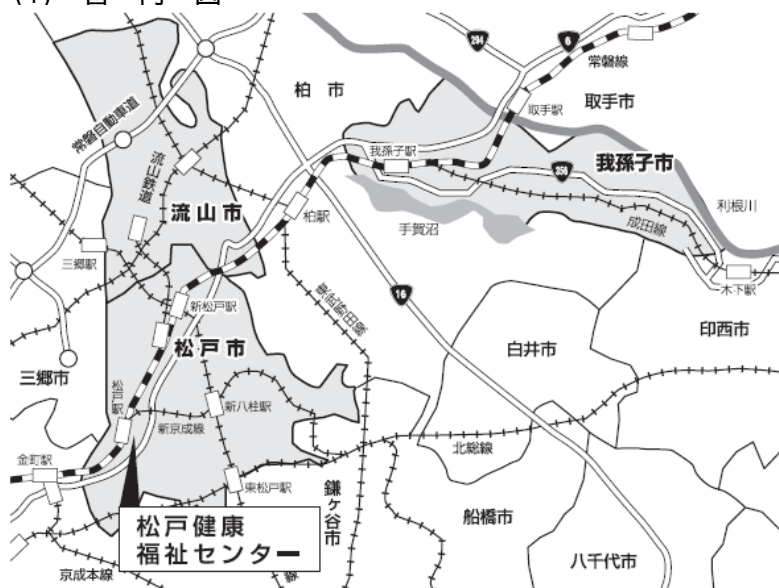 294
6
常磐線
柏市
取手市
取手駅
常磐自動車道
我孫子駅
我孫子市
流山鉄道
356
利根川
流山市
柏駅
手賀沼
成田線
三郷駅
木下駅
16
新松戸駅
東武野田線
印西市
白井市
松戸市
三郷市
松戸駅
新八柱駅
新京成線
北総線
金町駅
東松戸駅
鎌ヶ谷市
船橋市
松戸健康
福祉センター
八千代市
京成本線
線